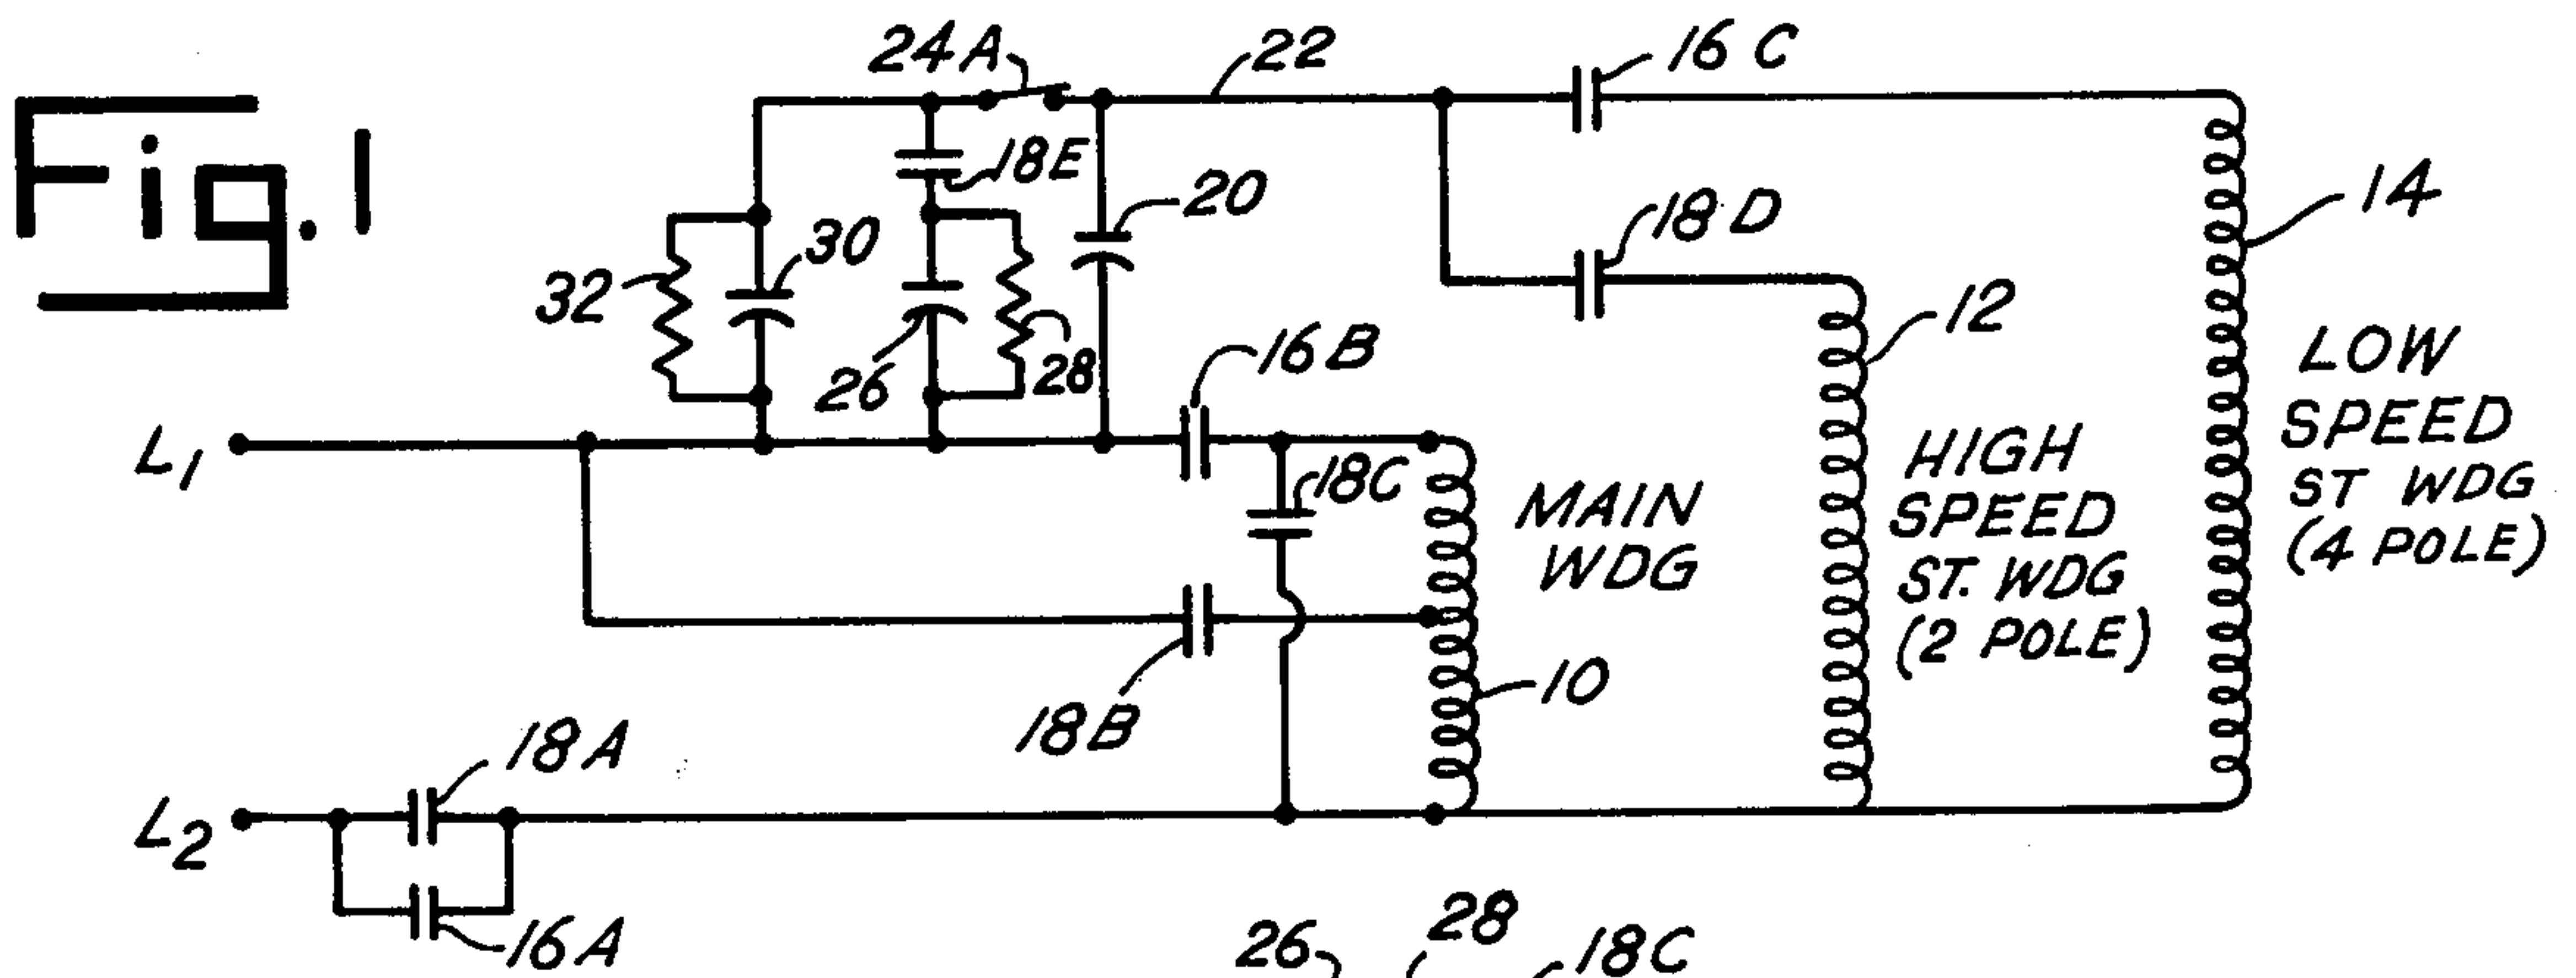 Fig.1
24A
22
16C
18E
20
18D
14
32
30
26
28
16B
12
L1
18C
MAIN
WDG
HIGH
SPEED
ST. WDG
(2 POLE)
LOW
SPEED
ST WDG
(4 POLE)
10
18B
18A
L2
16A
26
28
18C